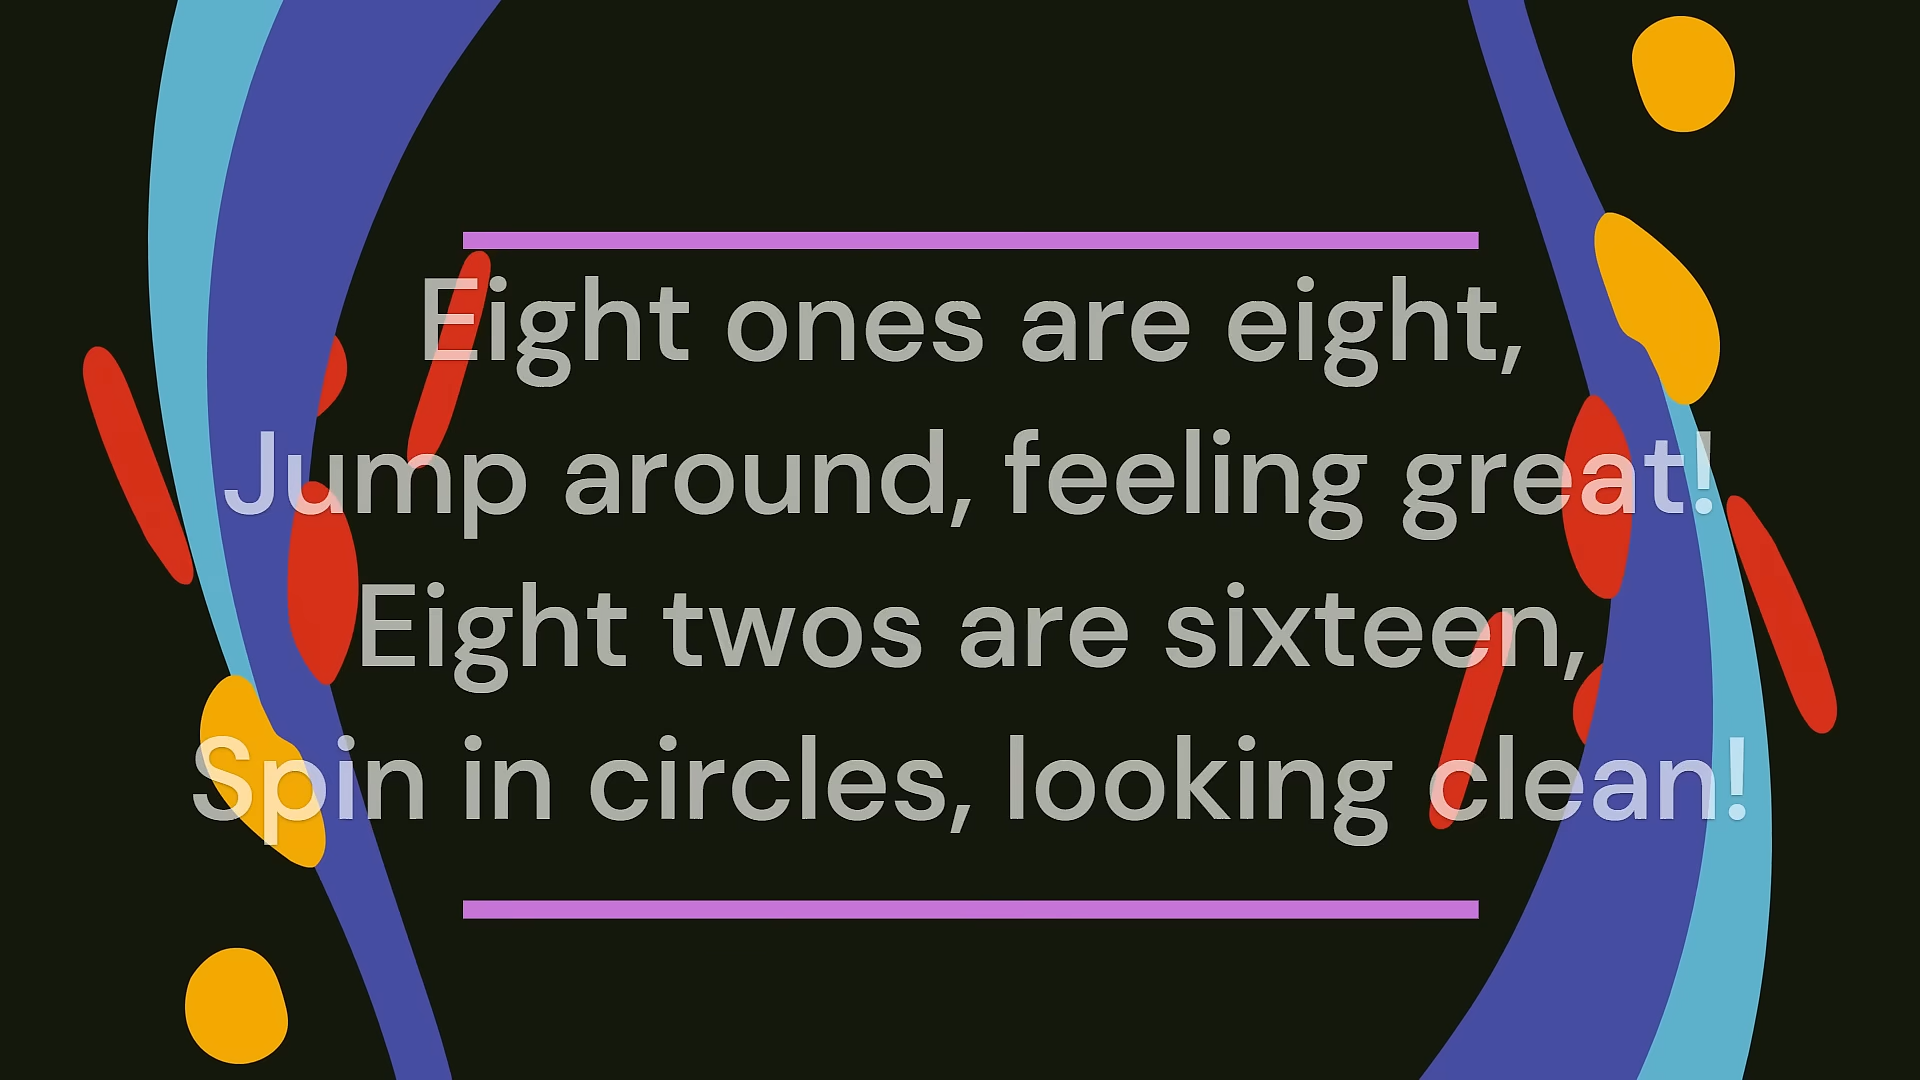 Eight ones are eight,
Jump around, feeling great!
Eight twos are sixteen,
Spin in circles, looking clean!